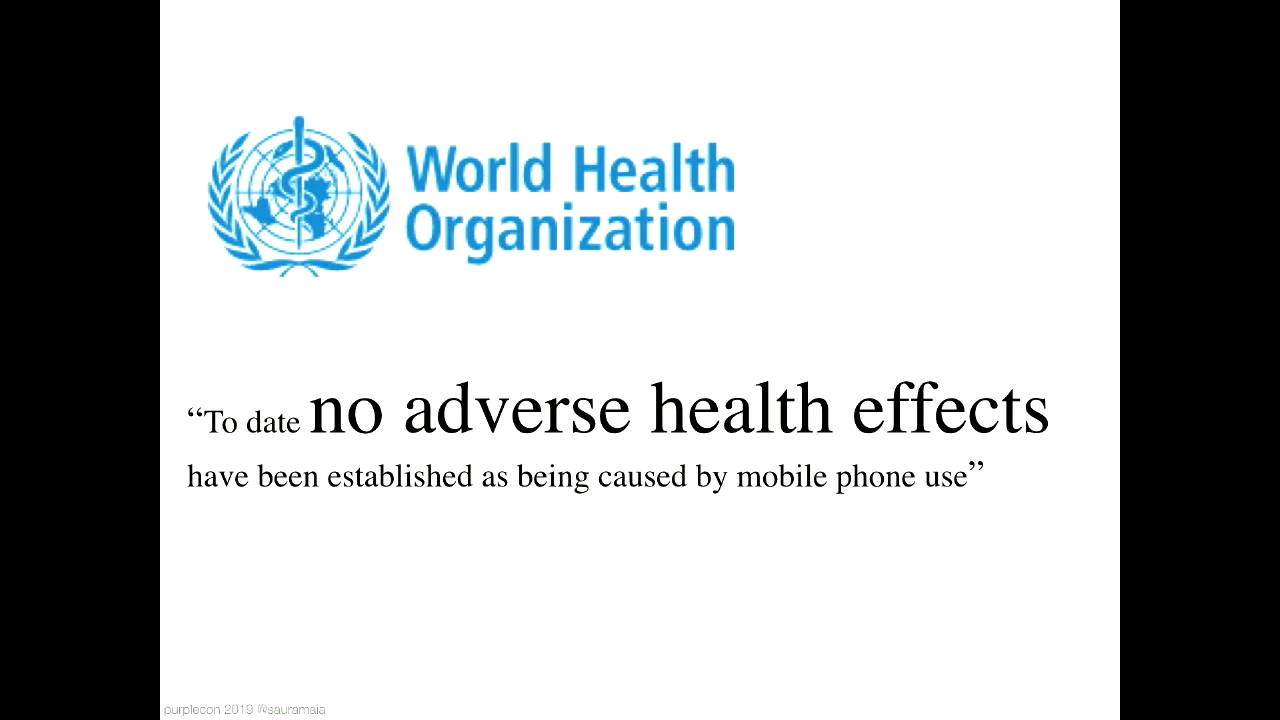 World Health
Organization
“To date no adverse health effects
have been established as being caused by mobile phone use”
purplecon 2019 @sauramaia